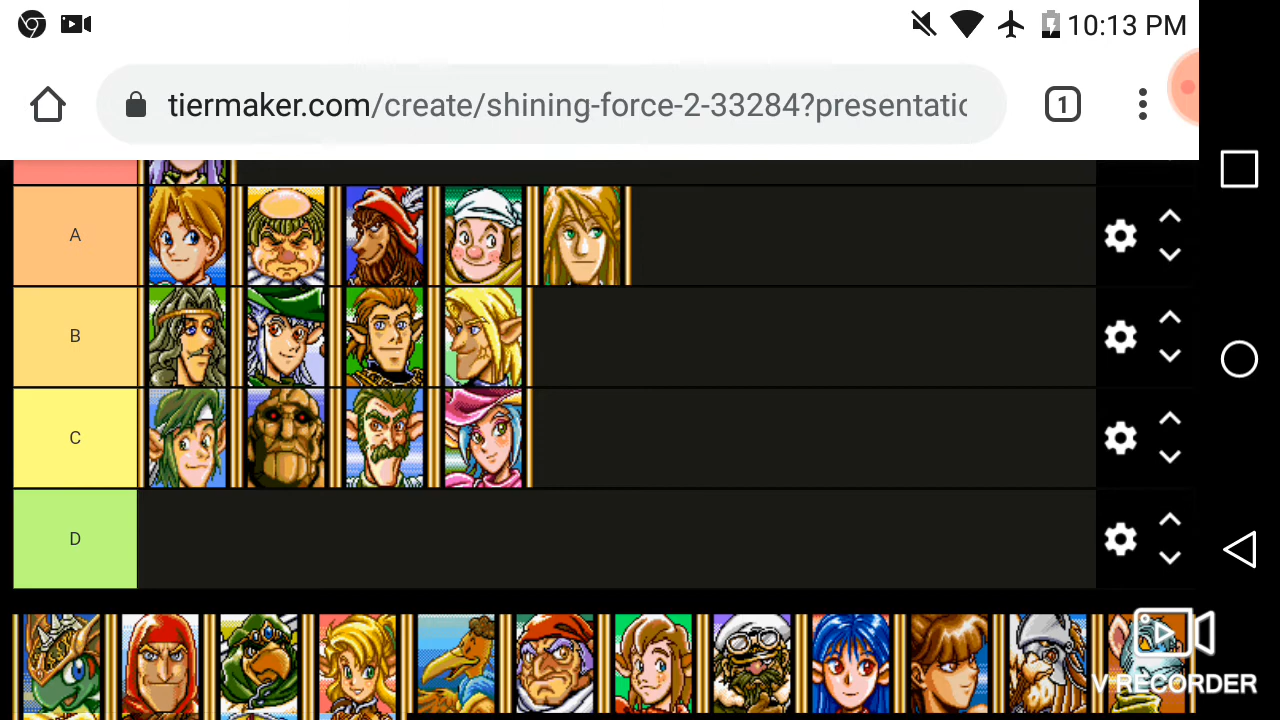 10:13 PM
tiermaker.com/create/shining-force-2-33284?presentatic
1
A
B
C
D
V RECORDER